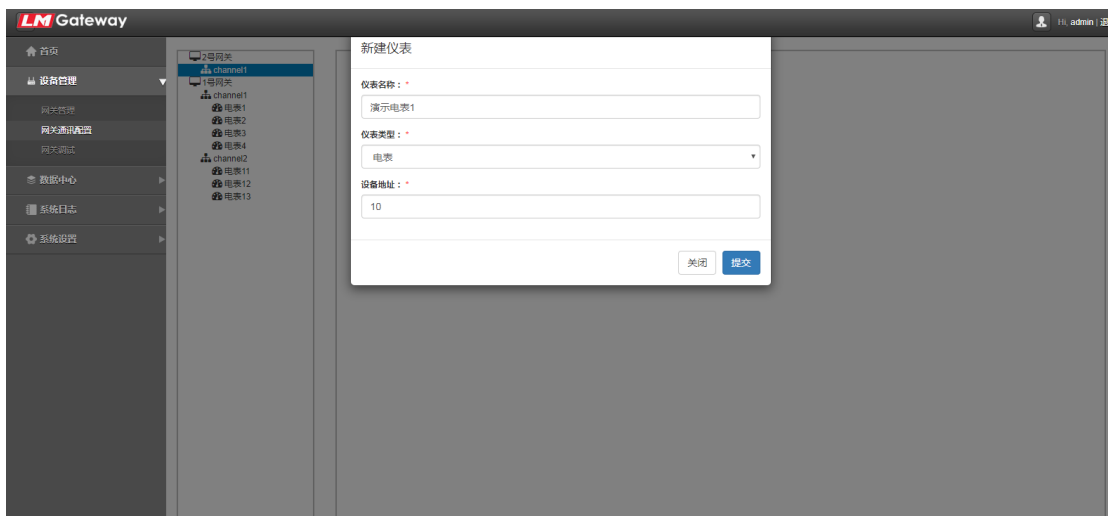 LM Gateway
Hi, admin | 退
首页
设备管理
网关管理
网关通讯配置
网关调试
数据中心
系统日志
系统设置
2号网关
channel1
1号网关
channel1
电表1
电表2
电表3
电表4
channel2
电表11
电表12
电表13
新建仪表
仪表名称： *
演示电表1
仪表类型： *
电表
设备地址： *
10
关闭
提交